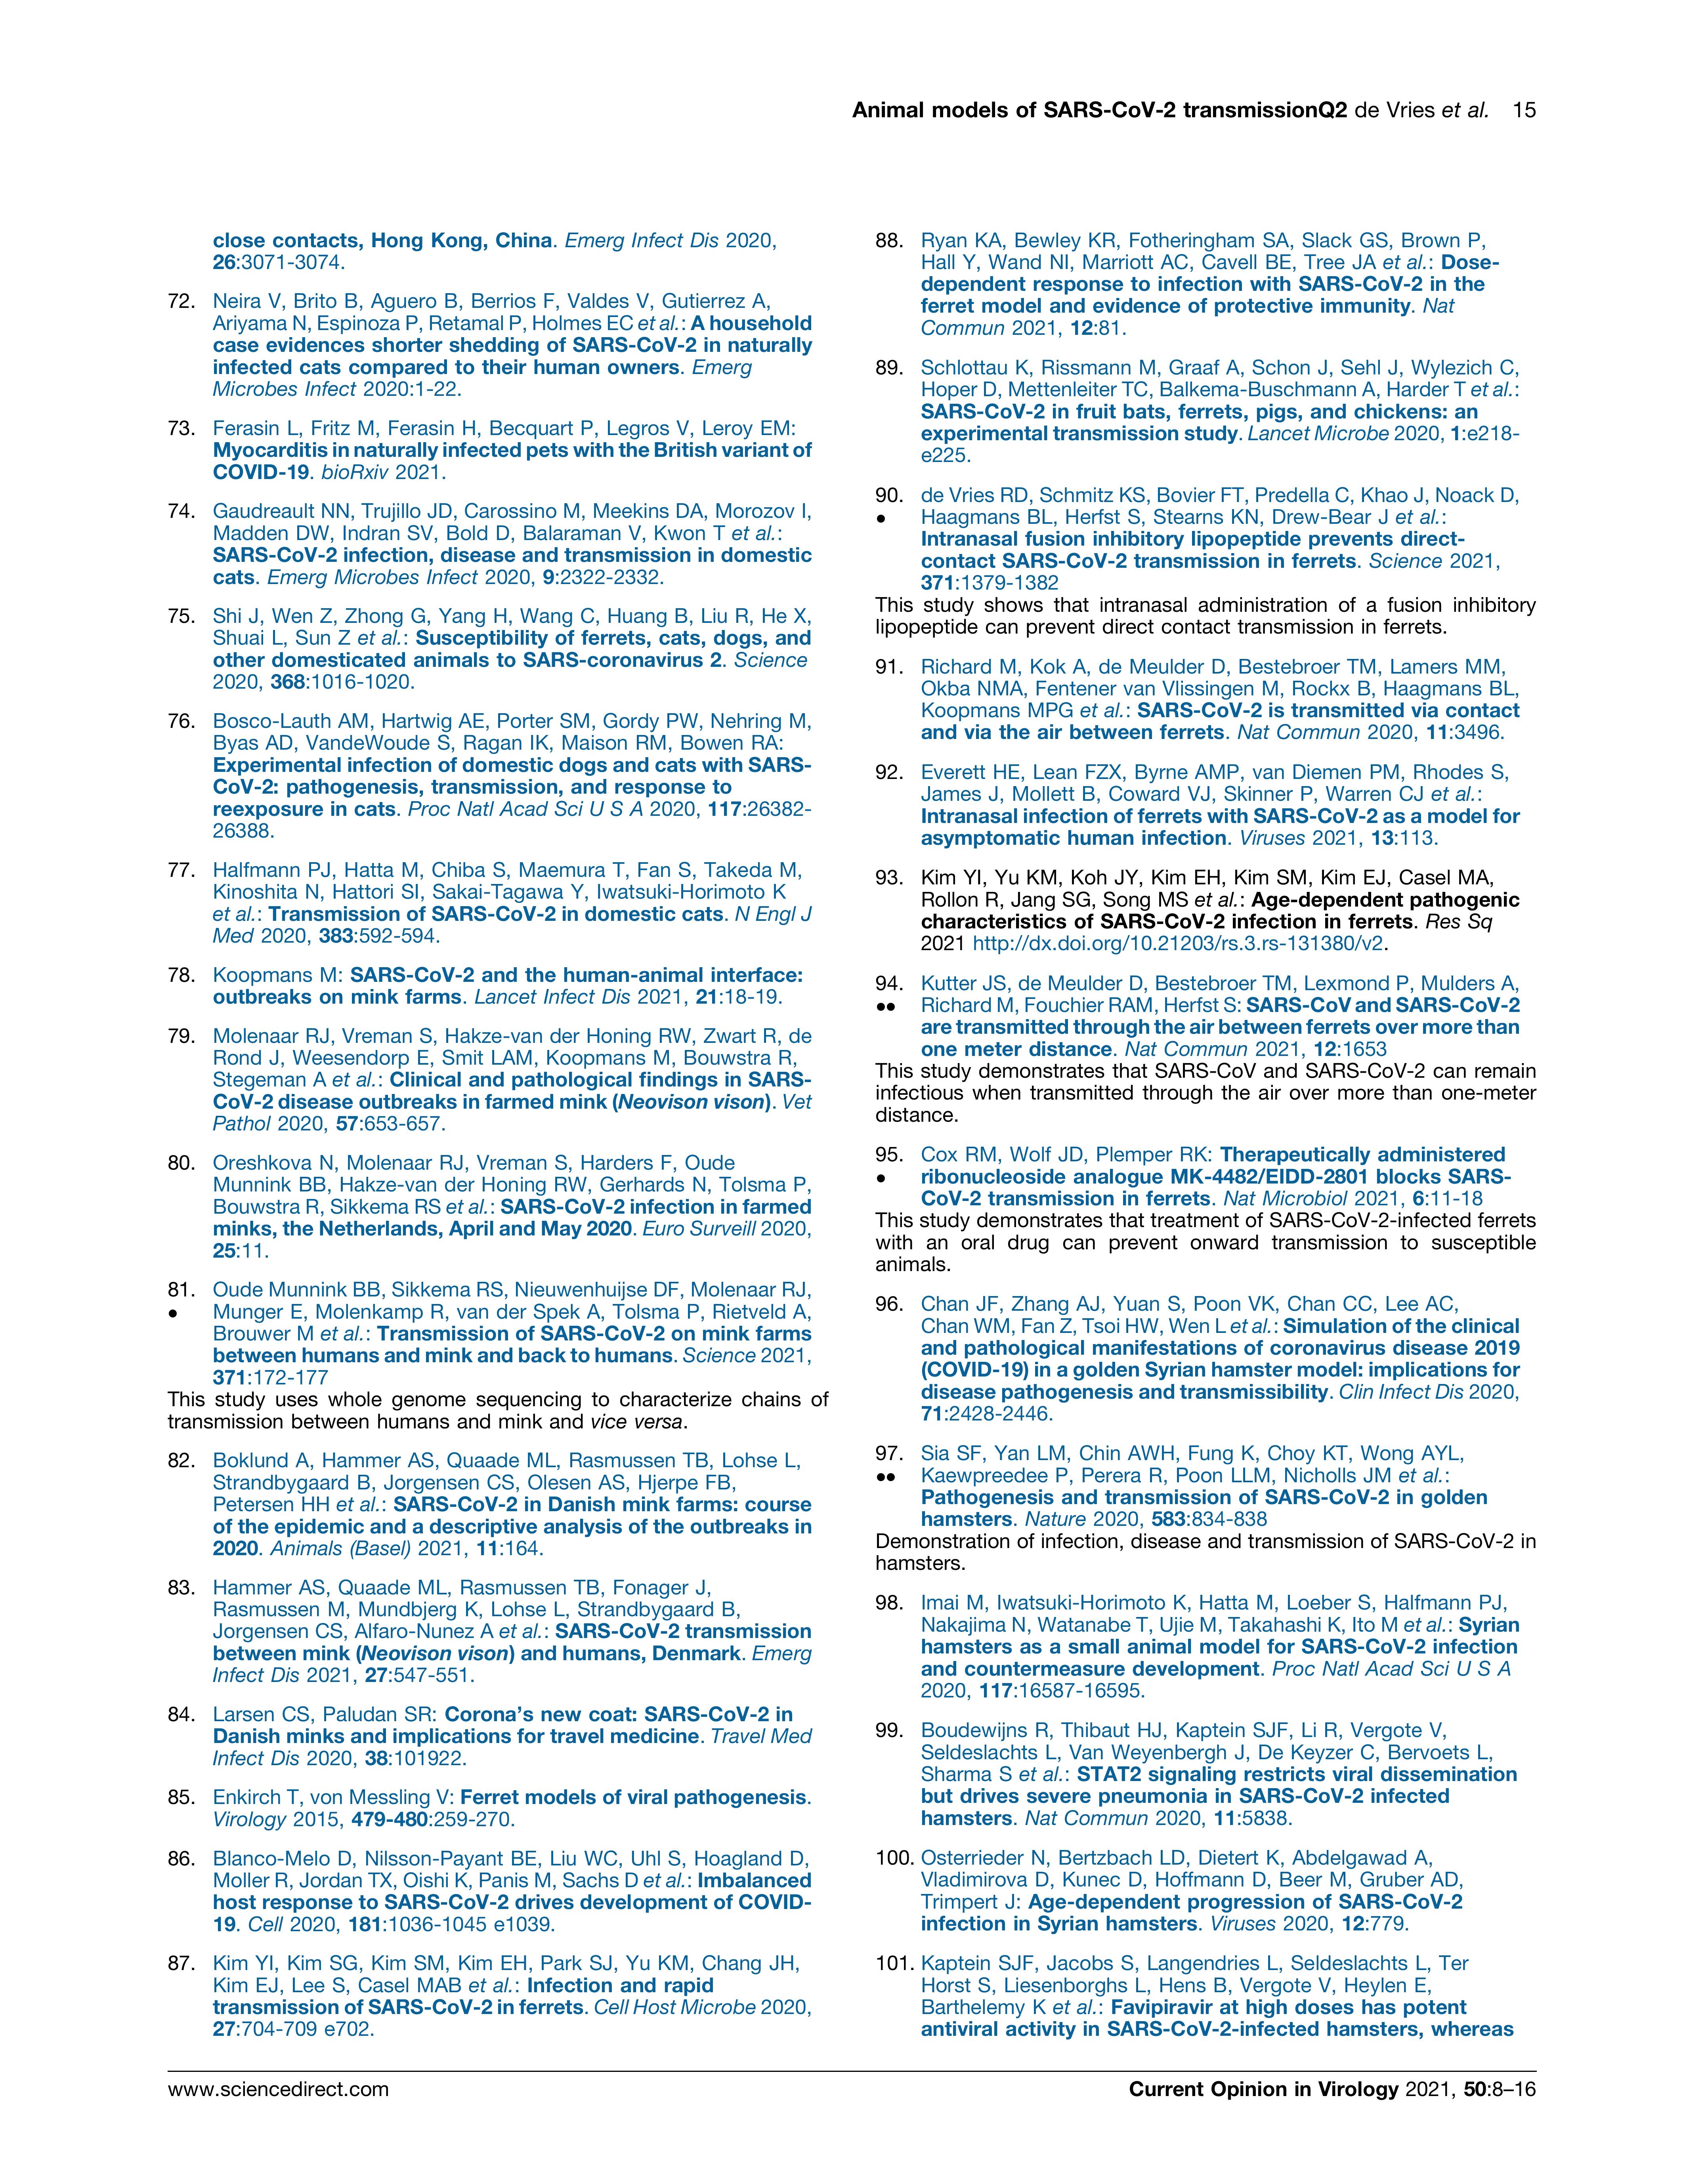 Animal models of SARS-CoV-2 transmissionQ2 de Vries et al. 15
close contacts, Hong Kong, China. Emerg Infect Dis 2020,
26:3071-3074.
72. Neira V, Brito B, Aguero B, Berrios F, Valdes V, Gutierrez A,
Ariyama N, Espinoza P, Retamal P, Holmes EC et al.: A household
case evidences shorter shedding of SARS-CoV-2 in naturally
infected cats compared to their human owners. Emerg
Microbes Infect 2020:1-22.
73. Ferasin L, Fritz M, Ferasin H, Becquart P, Legros V, Leroy EM:
Myocarditis in naturally infected pets with the British variant of
COVID-19. bioRxiv 2021.
74. Gaudreault NN, Trujillo JD, Carossino M, Meekins DA, Morozov I,
Madden DW, Indran SV, Bold D, Balaraman V, Kwon T et al.:
SARS-CoV-2 infection, disease and transmission in domestic
cats. Emerg Microbes Infect 2020, 9:2322-2332.
75. Shi J, Wen Z, Zhong G, Yang H, Wang C, Huang B, Liu R, He X,
Shuai L, Sun Z et al.: Susceptibility of ferrets, cats, dogs, and
other domesticated animals to SARS-coronavirus 2. Science
2020, 368:1016-1020.
76. Bosco-Lauth AM, Hartwig AE, Porter SM, Gordy PW, Nehring M,
Byas AD, VandeWoude S, Ragan IK, Maison RM, Bowen RA:
Experimental infection of domestic dogs and cats with SARS-
CoV-2: pathogenesis, transmission, and response to
reexposure in cats. Proc Natl Acad Sci U S A 2020, 117:26382-
26388.
77. Halfmann PJ, Hatta M, Chiba S, Maemura T, Fan S, Takeda M,
Kinoshita N, Hattori SI, Sakai-Tagawa Y, Iwatsuki-Horimoto K
et al.: Transmission of SARS-CoV-2 in domestic cats. N Engl J
Med 2020, 383:592-594.
78. Koopmans M: SARS-CoV-2 and the human-animal interface:
outbreaks on mink farms. Lancet Infect Dis 2021, 21:18-19.
79. Molenaar RJ, Vreman S, Hakze-van der Honing RW, Zwart R, de
Rond J, Weesendorp E, Smit LAM, Koopmans M, Bouwstra R,
Stegeman A et al.: Clinical and pathological findings in SARS-
CoV-2 disease outbreaks in farmed mink (Neovison vison). Vet
Pathol 2020, 57:653-657.
80. Oreshkova N, Molenaar RJ, Vreman S, Harders F, Oude
Munnink BB, Hakze-van der Honing RW, Gerhards N, Tolsma P,
Bouwstra R, Sikkema RS et al.: SARS-CoV-2 infection in farmed
minks, the Netherlands, April and May 2020. Euro Surveill 2020,
25:11.
81. Oude Munnink BB, Sikkema RS, Nieuwenhuijse DF, Molenaar RJ,
● Munger E, Molenkamp R, van der Spek A, Tolsma P, Rietveld A,
Brouwer M et al.: Transmission of SARS-CoV-2 on mink farms
between humans and mink and back to humans. Science 2021,
371:172-177
This study uses whole genome sequencing to characterize chains of
transmission between humans and mink and vice versa.
82. Boklund A, Hammer AS, Quaade ML, Rasmussen TB, Lohse L,
Strandbygaard B, Jorgensen CS, Olesen AS, Hjerpe FB,
Petersen HH et al.: SARS-CoV-2 in Danish mink farms: course
of the epidemic and a descriptive analysis of the outbreaks in
2020. Animals (Basel) 2021, 11:164.
83. Hammer AS, Quaade ML, Rasmussen TB, Fonager J,
Rasmussen M, Mundbjerg K, Lohse L, Strandbygaard B,
Jorgensen CS, Alfaro-Nunez A et al.: SARS-CoV-2 transmission
between mink (Neovison vison) and humans, Denmark. Emerg
Infect Dis 2021, 27:547-551.
84. Larsen CS, Paludan SR: Corona's new coat: SARS-CoV-2 in
Danish minks and implications for travel medicine. Travel Med
Infect Dis 2020, 38:101922.
85. Enkirch T, von Messling V: Ferret models of viral pathogenesis.
Virology 2015, 479-480:259-270.
86. Blanco-Melo D, Nilsson-Payant BE, Liu WC, Uhl S, Hoagland D,
Moller R, Jordan TX, Oishi K, Panis M, Sachs D et al.: Imbalanced
host response to SARS-CoV-2 drives development of COVID-
19. Cell 2020, 181:1036-1045 e1039.
87. Kim YI, Kim SG, Kim SM, Kim EH, Park SJ, Yu KM, Chang JH,
Kim EJ, Lee S, Casel MAB et al.: Infection and rapid
transmission of SARS-CoV-2 in ferrets. Cell Host Microbe 2020,
27:704-709 e702.
88. Ryan KA, Bewley KR, Fotheringham SA, Slack GS, Brown P,
Hall Y, Wand NI, Marriott AC, Cavell BE, Tree JA et al.: Dose-
dependent response to infection with SARS-CoV-2 in the
ferret model and evidence of protective immunity. Nat
Commun 2021, 12:81.
89. Schlottau K, Rissmann M, Graaf A, Schon J, Sehl J, Wylezich C,
Hoper D, Mettenleiter TC, Balkema-Buschmann A, Harder T et al.:
SARS-CoV-2 in fruit bats, ferrets, pigs, and chickens: an
experimental transmission study. Lancet Microbe 2020, 1:e218-
e225.
90. de Vries RD, Schmitz KS, Bovier FT, Predella C, Khao J, Noack D,
● Haagmans BL, Herfst S, Stearns KN, Drew-Bear J et al.:
Intranasal fusion inhibitory lipopeptide prevents direct-
contact SARS-CoV-2 transmission in ferrets. Science 2021,
371:1379-1382
This study shows that intranasal administration of a fusion inhibitory
lipopeptide can prevent direct contact transmission in ferrets.
91. Richard M, Kok A, de Meulder D, Bestebroer TM, Lamers MM,
Okba NMA, Fentener van Vlissingen M, Rockx B, Haagmans BL,
Koopmans MPG et al.: SARS-CoV-2 is transmitted via contact
and via the air between ferrets. Nat Commun 2020, 11:3496.
92. Everett HE, Lean FZX, Byrne AMP, van Diemen PM, Rhodes S,
James J, Mollett B, Coward VJ, Skinner P, Warren CJ et al.:
Intranasal infection of ferrets with SARS-CoV-2 as a model for
asymptomatic human infection. Viruses 2021, 13:113.
93. Kim YI, Yu KM, Koh JY, Kim EH, Kim SM, Kim EJ, Casel MA,
Rollon R, Jang SG, Song MS et al.: Age-dependent pathogenic
characteristics of SARS-CoV-2 infection in ferrets. Res Sq
2021 http://dx.doi.org/10.21203/rs.3.rs-131380/v2.
94. Kutter JS, de Meulder D, Bestebroer TM, Lexmond P, Mulders A,
●● Richard M, Fouchier RAM, Herfst S: SARS-CoV and SARS-CoV-2
are transmitted through the air between ferrets over more than
one meter distance. Nat Commun 2021, 12:1653
This study demonstrates that SARS-CoV and SARS-CoV-2 can remain
infectious when transmitted through the air over more than one-meter
distance.
95. Cox RM, Wolf JD, Plemper RK: Therapeutically administered
● ribonucleoside analogue MK-4482/EIDD-2801 blocks SARS-
CoV-2 transmission in ferrets. Nat Microbiol 2021, 6:11-18
This study demonstrates that treatment of SARS-CoV-2-infected ferrets
with an oral drug can prevent onward transmission to susceptible
animals.
96. Chan JF, Zhang AJ, Yuan S, Poon VK, Chan CC, Lee AC,
Chan WM, Fan Z, Tsoi HW, Wen L et al.: Simulation of the clinical
and pathological manifestations of coronavirus disease 2019
(COVID-19) in a golden Syrian hamster model: implications for
disease pathogenesis and transmissibility. Clin Infect Dis 2020,
71:2428-2446.
97. Sia SF, Yan LM, Chin AWH, Fung K, Choy KT, Wong AYL,
●● Kaewpreedee P, Perera R, Poon LLM, Nicholls JM et al.:
Pathogenesis and transmission of SARS-CoV-2 in golden
hamsters. Nature 2020, 583:834-838
Demonstration of infection, disease and transmission of SARS-CoV-2 in
hamsters.
98. Imai M, Iwatsuki-Horimoto K, Hatta M, Loeber S, Halfmann PJ,
Nakajima N, Watanabe T, Ujie M, Takahashi K, Ito M et al.: Syrian
hamsters as a small animal model for SARS-CoV-2 infection
and countermeasure development. Proc Natl Acad Sci U S A
2020, 117:16587-16595.
99. Boudewijns R, Thibaut HJ, Kaptein SJF, Li R, Vergote V,
Seldeslachts L, Van Weyenbergh J, De Keyzer C, Bervoets L,
Sharma S et al.: STAT2 signaling restricts viral dissemination
but drives severe pneumonia in SARS-CoV-2 infected
hamsters. Nat Commun 2020, 11:5838.
100. Osterrieder N, Bertzbach LD, Dietert K, Abdelgawad A,
Vladimirova D, Kunec D, Hoffmann D, Beer M, Gruber AD,
Trimpert J: Age-dependent progression of SARS-CoV-2
infection in Syrian hamsters. Viruses 2020, 12:779.
101. Kaptein SJF, Jacobs S, Langendries L, Seldeslachts L, Ter
Horst S, Liesenborghs L, Hens B, Vergote V, Heylen E,
Barthelemy K et al.: Favipiravir at high doses has potent
antiviral activity in SARS-CoV-2-infected hamsters, whereas
www.sciencedirect.com
Current Opinion in Virology 2021, 50:8–16